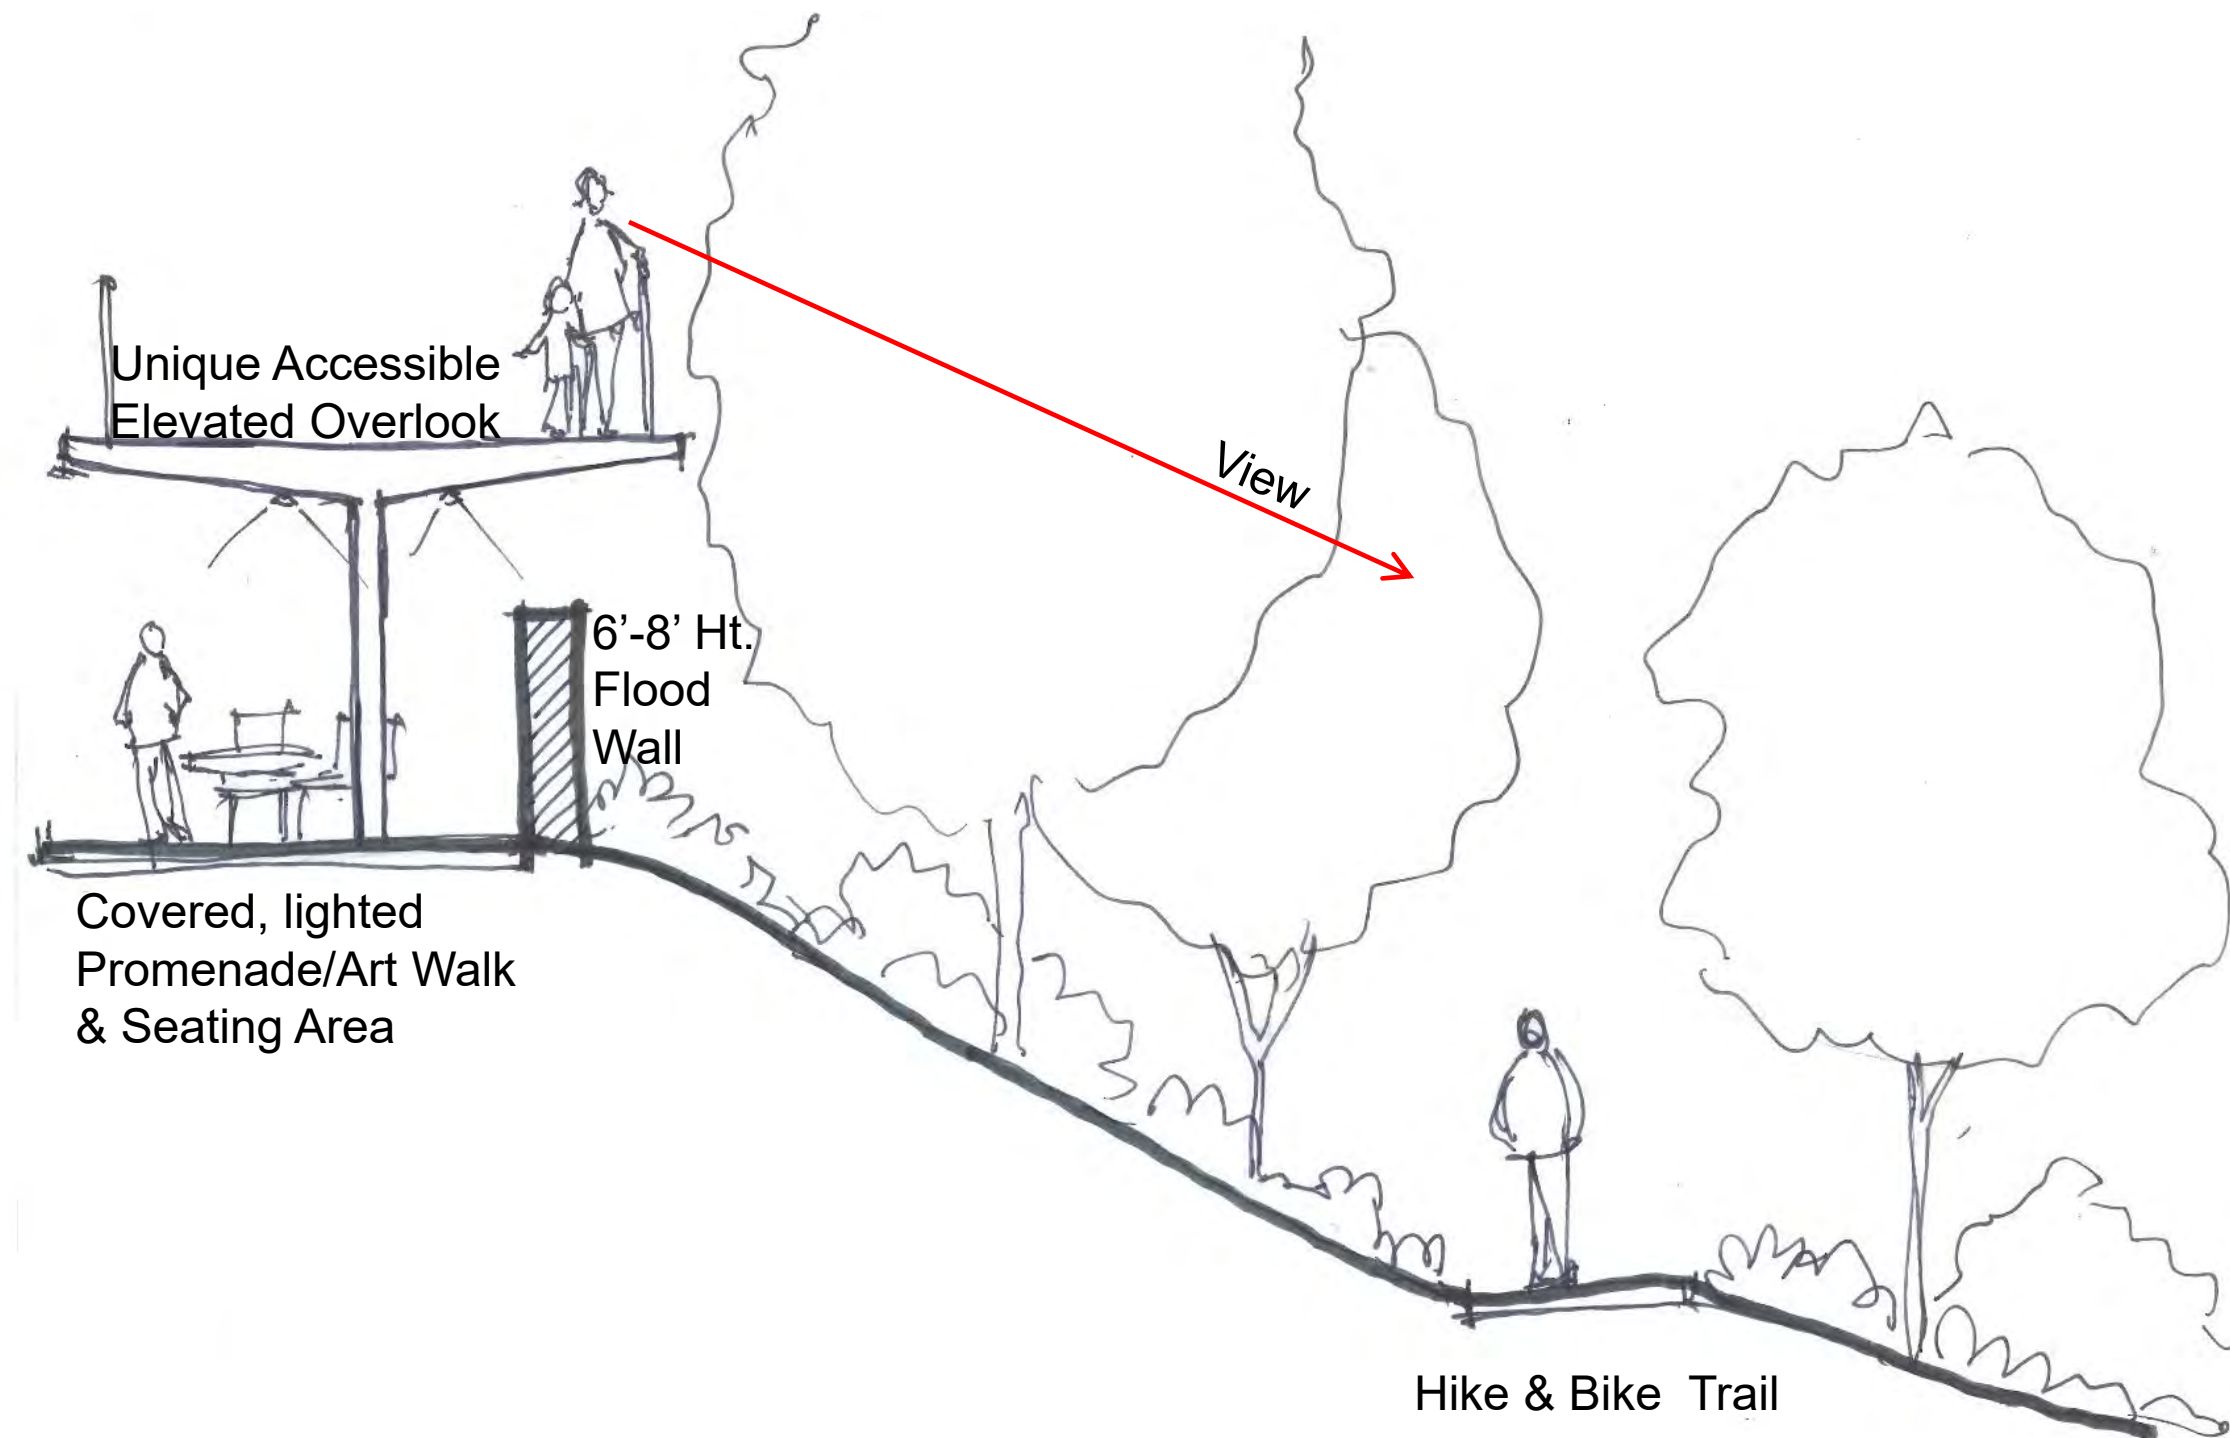 Unique Accessible
Elevated Overlook
View
6’-8’ Ht.
Flood
Wall
Covered, lighted
Promenade/Art Walk
& Seating Area
Hike & Bike  Trail